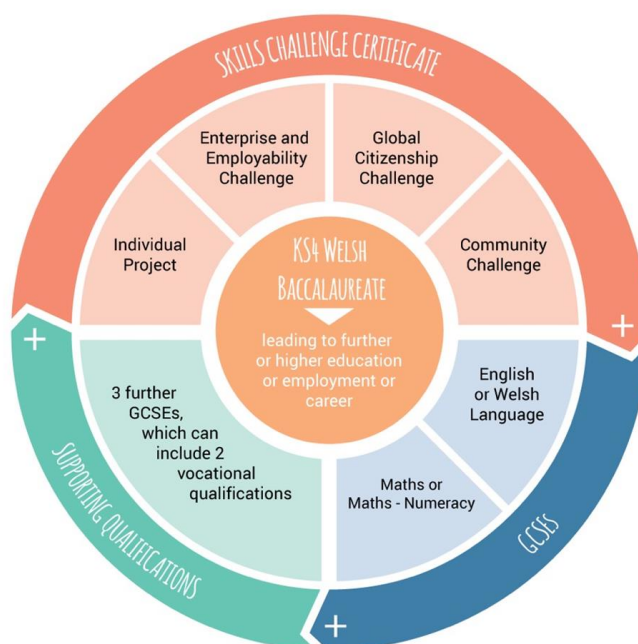 SKILLS CHALLENGE CERTIFICATE
Enterprise and
Employability
Challenge
Global
Citizenship
Challenge
Individual
Project
Community
Challenge
KS4 WELSH
BACCALAUREATE
leading to further
or higher education
or employment or
career
+
+
English
or Welsh
Language
3 further
GCSEs,
which can
include 2
vocational
qualifications
Maths or
Maths - Numeracy
SUPPORTING QUALIFICATIONS
GCSES
+